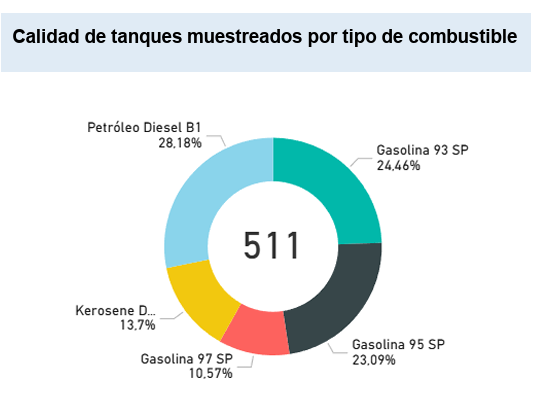 Calidad de tanques muestreados por tipo de combustible
Petróleo Diesel B1
28,18%
Gasolina 93 SP
24,46%
511
Kerosene D...
13,7%
Gasolina 97 SP
10,57%
Gasolina 95 SP
23,09%